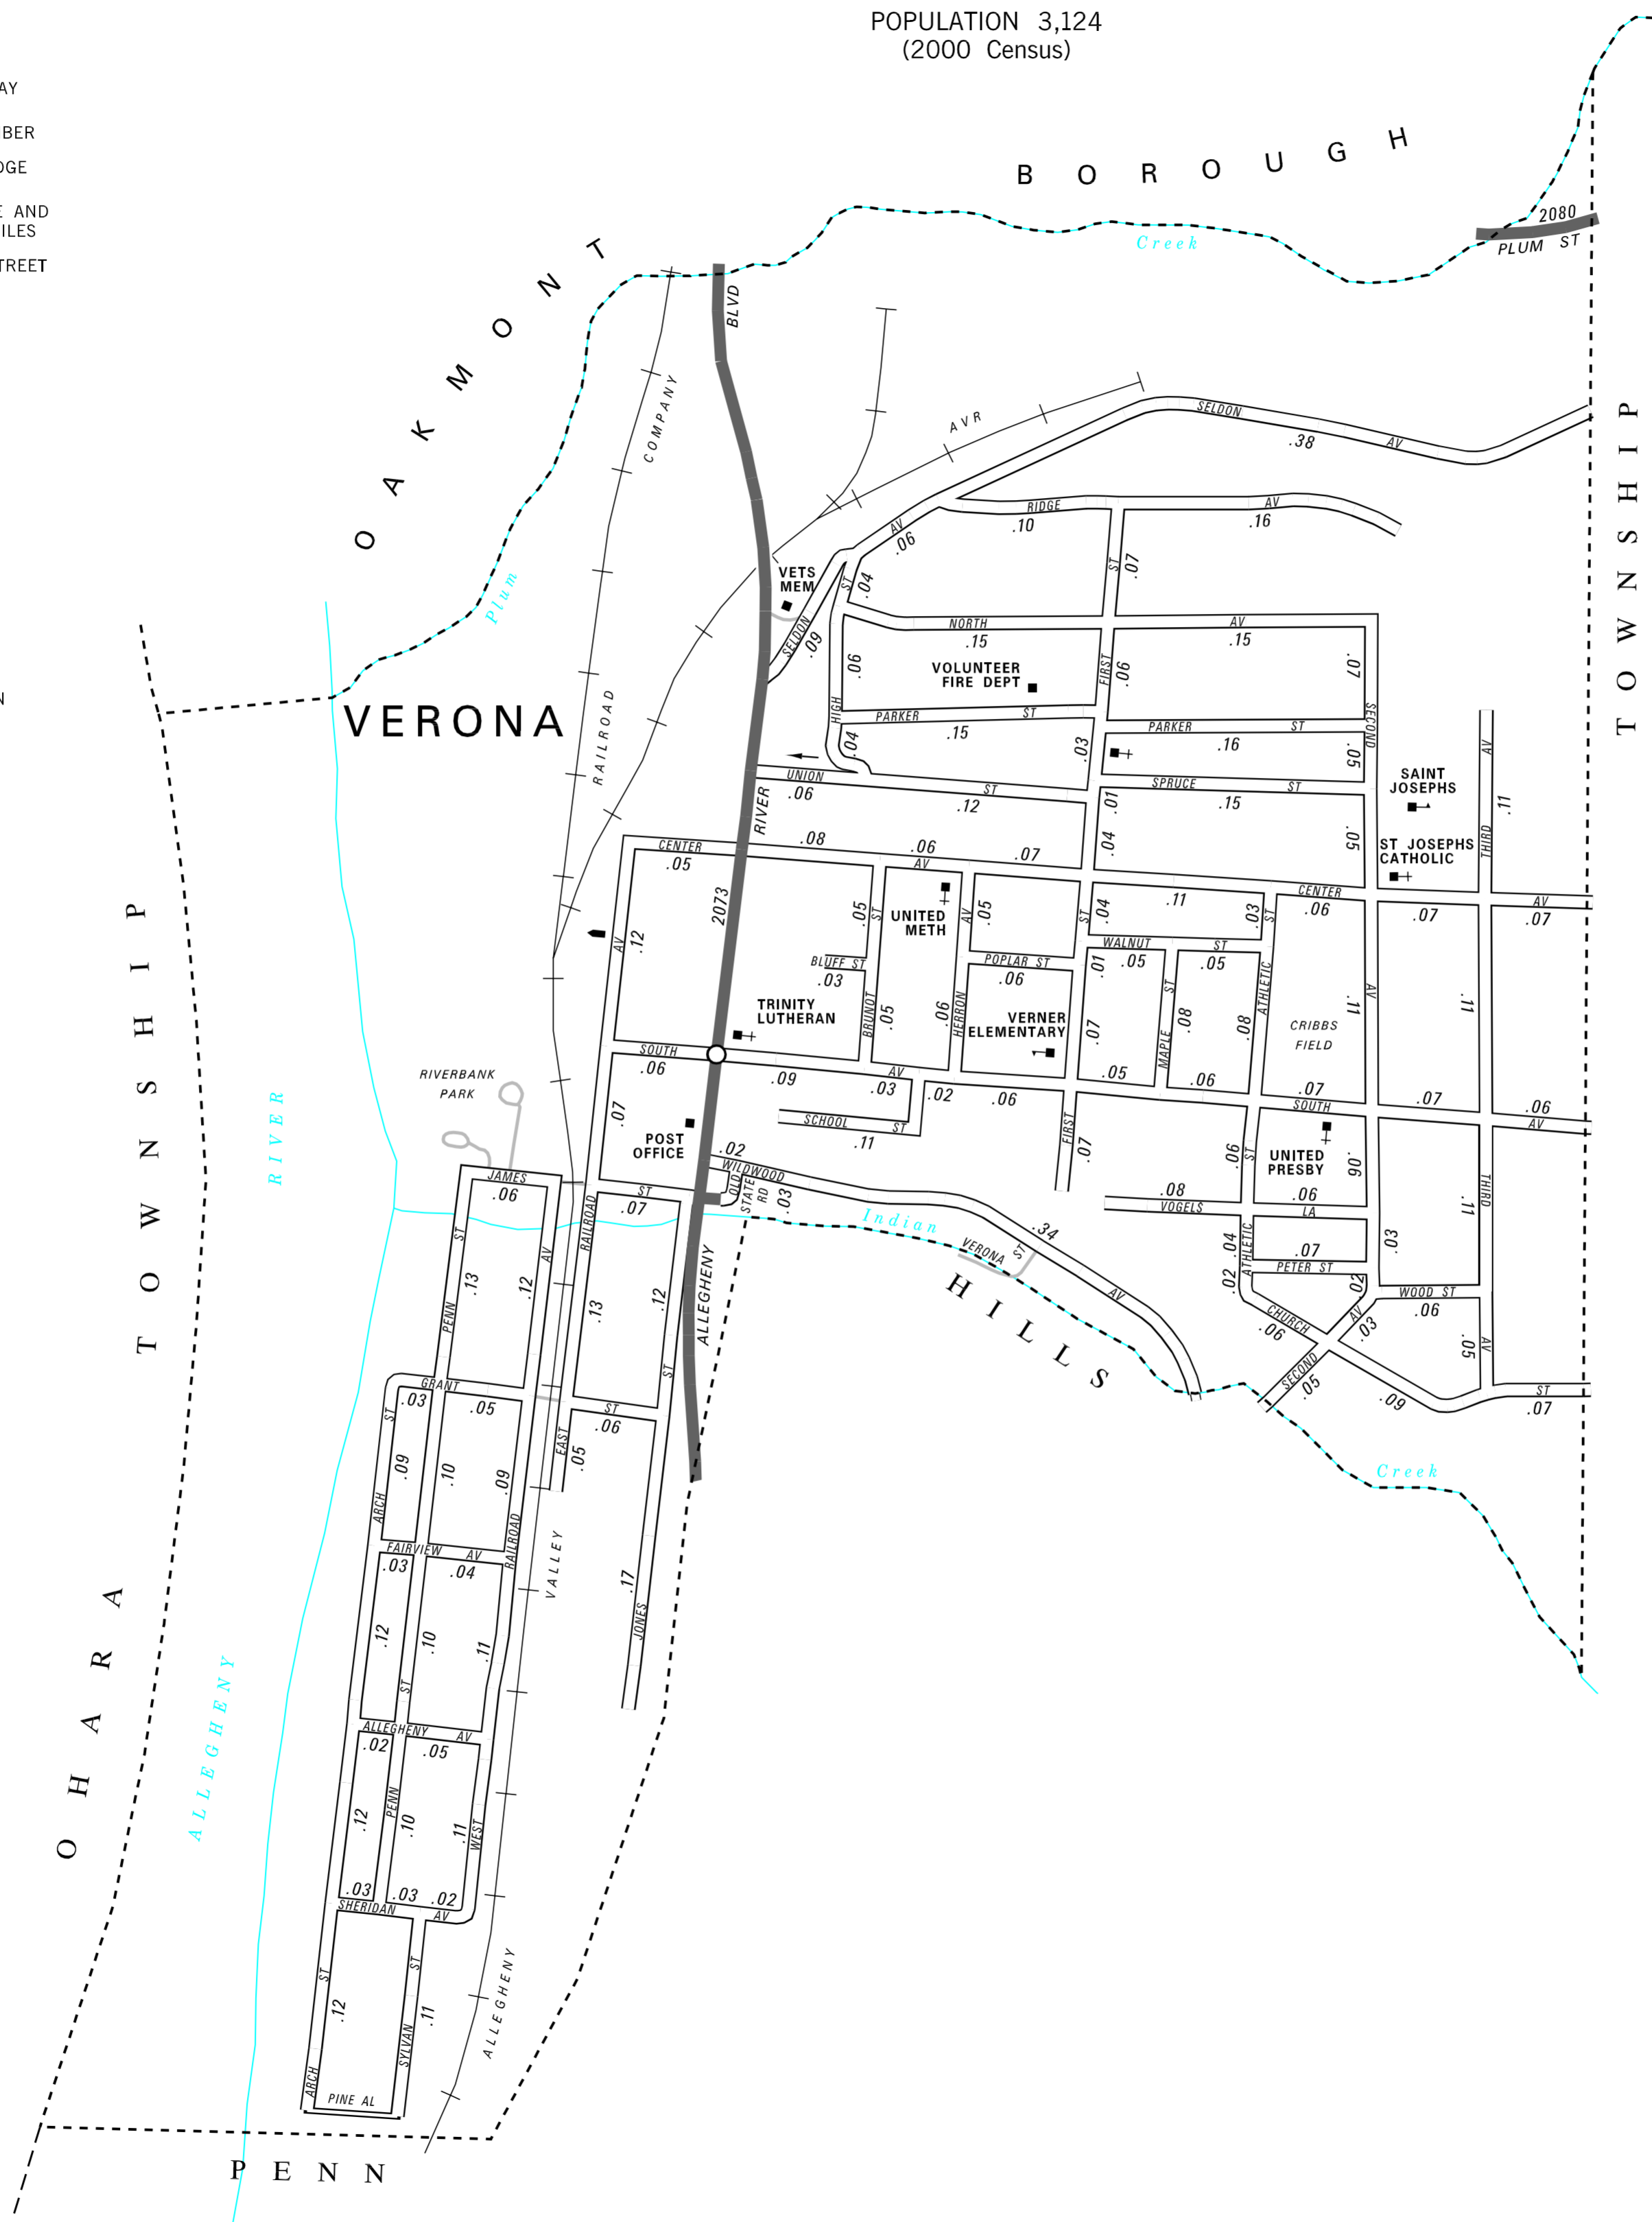 POPULATION 3,124
(2000 Census)
AY
BER
DGE
E AND
ILES
TREET
N
BOROUGH
OAKMONT
Creek
2080
PLUM ST
BLVD
COMPANY
AVR
SELDON AV
.38
RIDGE AV
.10
.16
AV
.06
ST
.04
.07
ST
VETS
MEM
SELDON
.09
Plum
NORTH AV
.15
.15
VOLUNTEER
FIRE DEPT
.06
FIRST
.06
.07
HIGH
PARKER ST
.15
PARKER ST
.16
.04
.03
SECOND
.05
VERONA
RAILROAD
UNION ST
.06
.12
SPRUCE ST
.15
.01
.04
.05
SAINT
JOSEPHS
ST JOSEPHS
CATHOLIC
AV
.11
THIRD
TOWNSHIP
RIVER
CENTER AV
.05
.08
.06
.07
CENTER AV
.11
.06
.07
.07
2073
AV
.12
.05
ST
UNITED
METH
AV
.05
ST
.04
.03
ST
WALNUT ST
.05
.05
BLUFF ST
.03
POPLAR ST
.06
.01
ST
ATHLETIC
AV
TRINITY
LUTHERAN
BRUNOT
.05
.06
HERRON
VERNER
ELEMENTARY
.07
MAPLE
.08
.08
CRIBBS
FIELD
.11
.11
SOUTH AV
.06
.09
.03
.02
.06
.05
.06
.07
SOUTH AV
.07
.06
RIVERBANK
PARK
.07
SCHOOL ST
.11
POST
OFFICE
FIRST
.07
.06
ST
UNITED
PRESBY
.06
THIRD
.11
JAMES ST
.06
.07
.02
WILDWOOD
OLD
STATE
RD
.03
.34
AV
VOGELS LA
.08
.06
Indian
VERONA ST
ATHLETIC
.04
.02
.07
PETER ST
.02
.03
WOOD ST
.06
HILLS
CHURCH
.06
AV
.03
SECOND
.05
.05
AV
.09
ST
.07
Creek
TOWNSHIP
RIVER
ST
.13
PENN
.12
AV
RAILROAD
.13
.12
ST
ALLEGHENY
GRANT ST
.03
.05
.06
EAST
.05
ST
.09
ARCH
.10
.09
RAILROAD
VALLEY
FAIRVIEW AV
.03
.04
.17
JONES
.12
.10
.11
ST
ALLEGHENY AV
.02
.05
.12
PENN
.10
.11
WEST
.03
.03
.02
SHERIDAN AV
ST
.12
ST
.11
SYLVAN
ARCH
PINE AL
ALLEGHENY
ALLEGHENY
OHARA
PENN